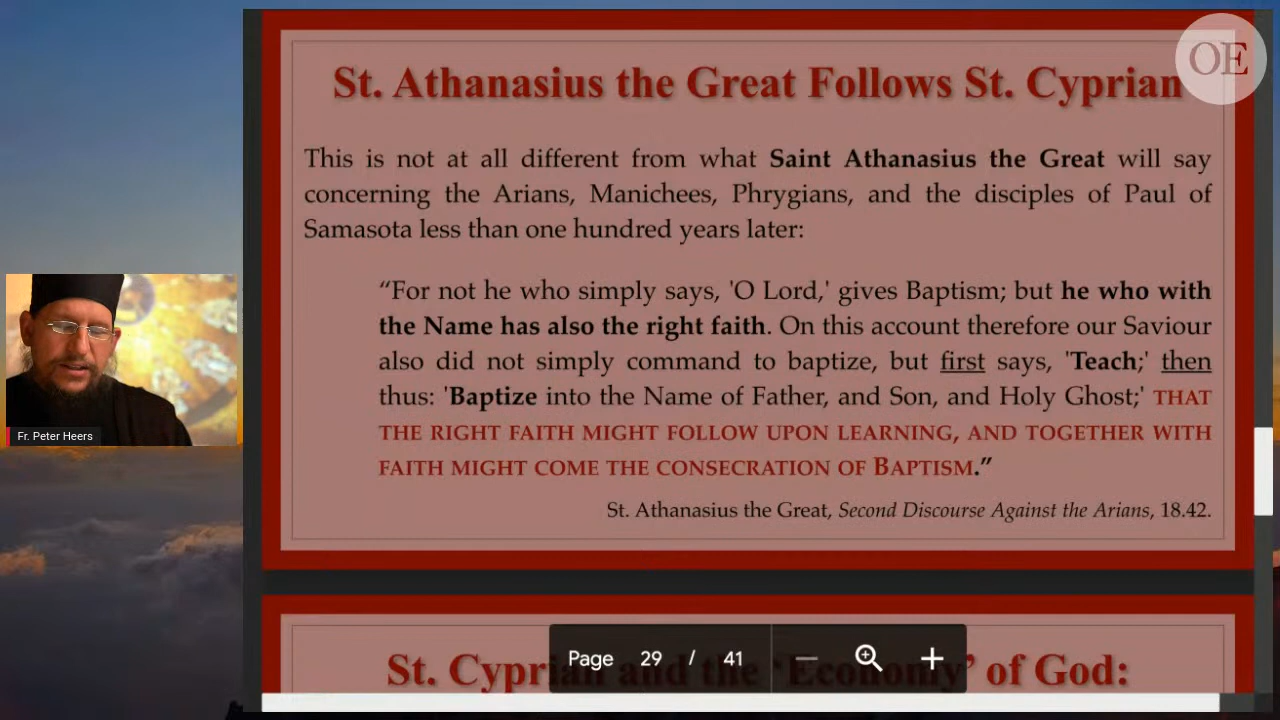 OE
St. Athanasius the Great Follows St. Cyprian
This is not at all different from what Saint Athanasius the Great will say
concerning the Arians, Manichees, Phrygians, and the disciples of Paul of
Samasota less than one hundred years later:
“For not he who simply says, 'O Lord,' gives Baptism; but he who with
the Name has also the right faith. On this account therefore our Saviour
also did not simply command to baptize, but first says, 'Teach;' then
thus: 'Baptize into the Name of Father, and Son, and Holy Ghost;' THAT
THE RIGHT FAITH MIGHT FOLLOW UPON LEARNING, AND TOGETHER WITH
FAITH MIGHT COME THE CONSECRATION OF BAPTISM.”
St. Athanasius the Great, Second Discourse Against the Arians, 18.42.
Fr. Peter Heers
Page 29 / 41
St. Cyprian and the ‘Economy’ of God: